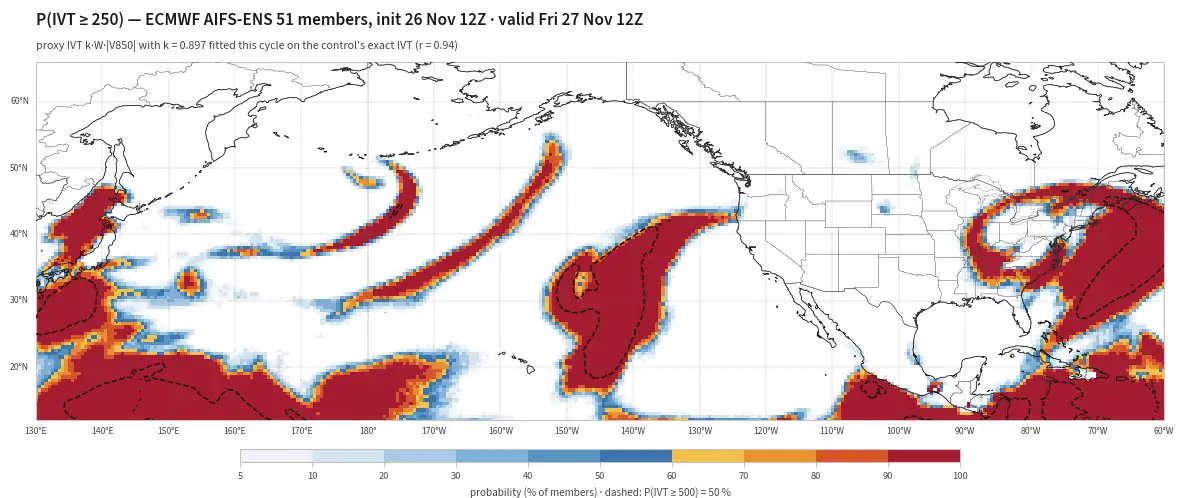 P(IVT ≥ 250) — ECMWF AIFS-ENS 51 members, init 26 Nov 12Z · valid Fri 27 Nov 12Z
proxy IVT k·W·|V850| with k = 0.897 fitted this cycle on the control's exact IVT (r = 0.94)
60°N
50°N
40°N
30°N
20°N
130°E 140°E 150°E 160°E 170°E 180° 170°W 160°W 150°W 140°W 130°W 120°W 110°W 100°W 90°W 80°W 70°W 60°W
5 10 20 30 40 50 60 70 80 90 100
probability (% of members) · dashed: P(IVT ≥ 500) = 50 %